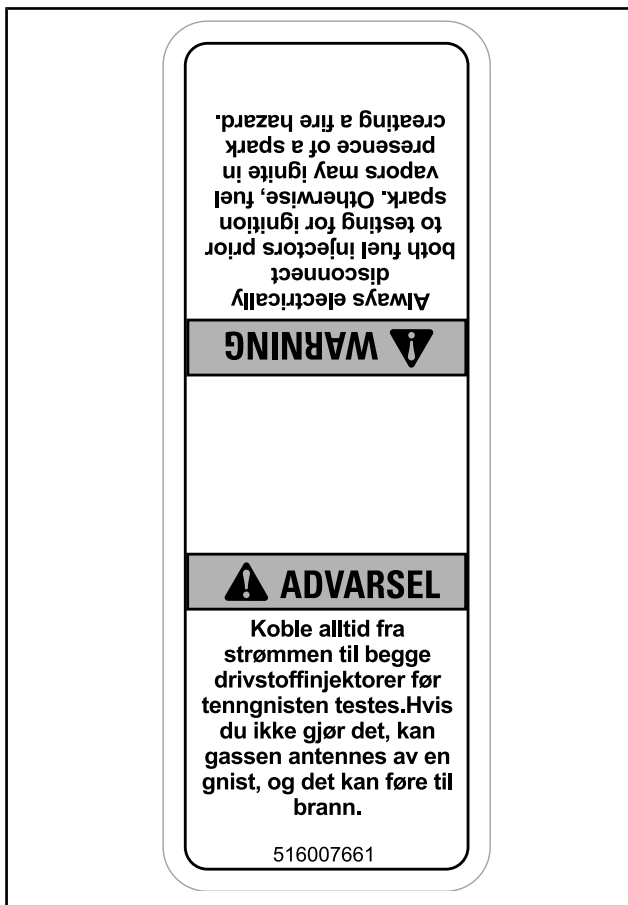 WARNING
Always electrically
disconnect
both fuel injectors prior
to testing for ignition
spark. Otherwise, fuel
vapors may ignite in
presence of a spark
creating a fire hazard.
ADVARSEL
Koble alltid fra
strømmen til begge
drivstoffinjektorer før
tenngnisten testes.Hvis
du ikke gjør det, kan
gassen antennes av en
gnist, og det kan føre til
brann.
516007661